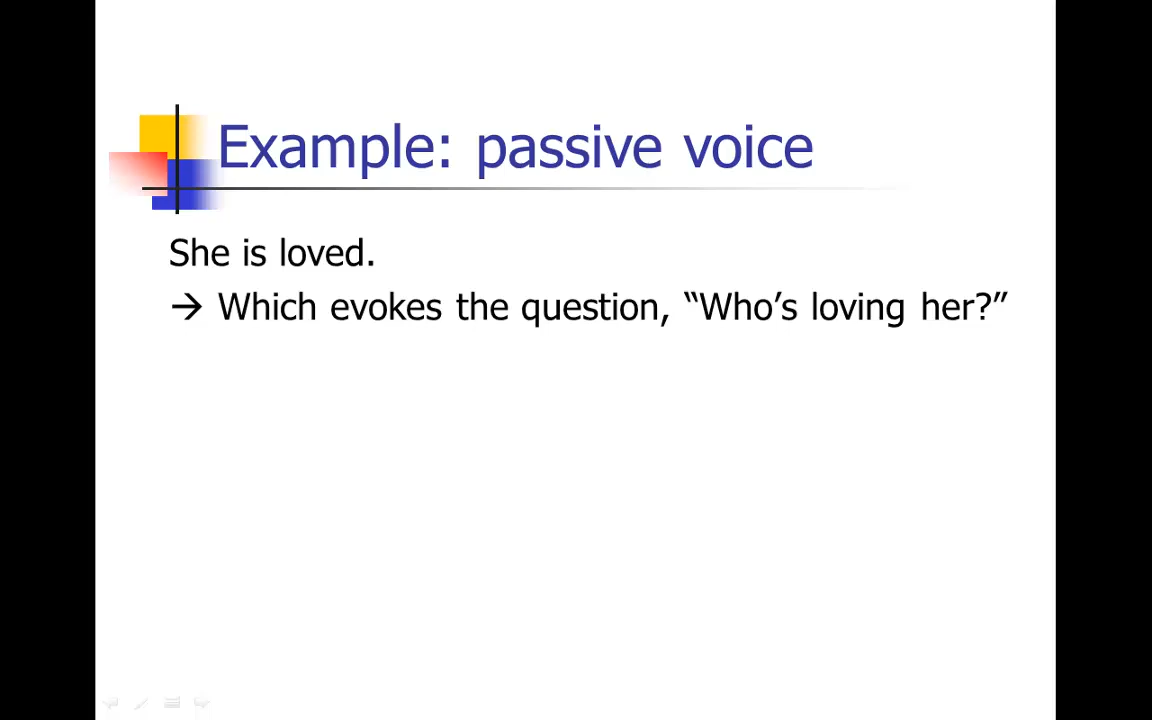 Example: passive voice
She is loved.
→ Which evokes the question, “Who’s loving her?”